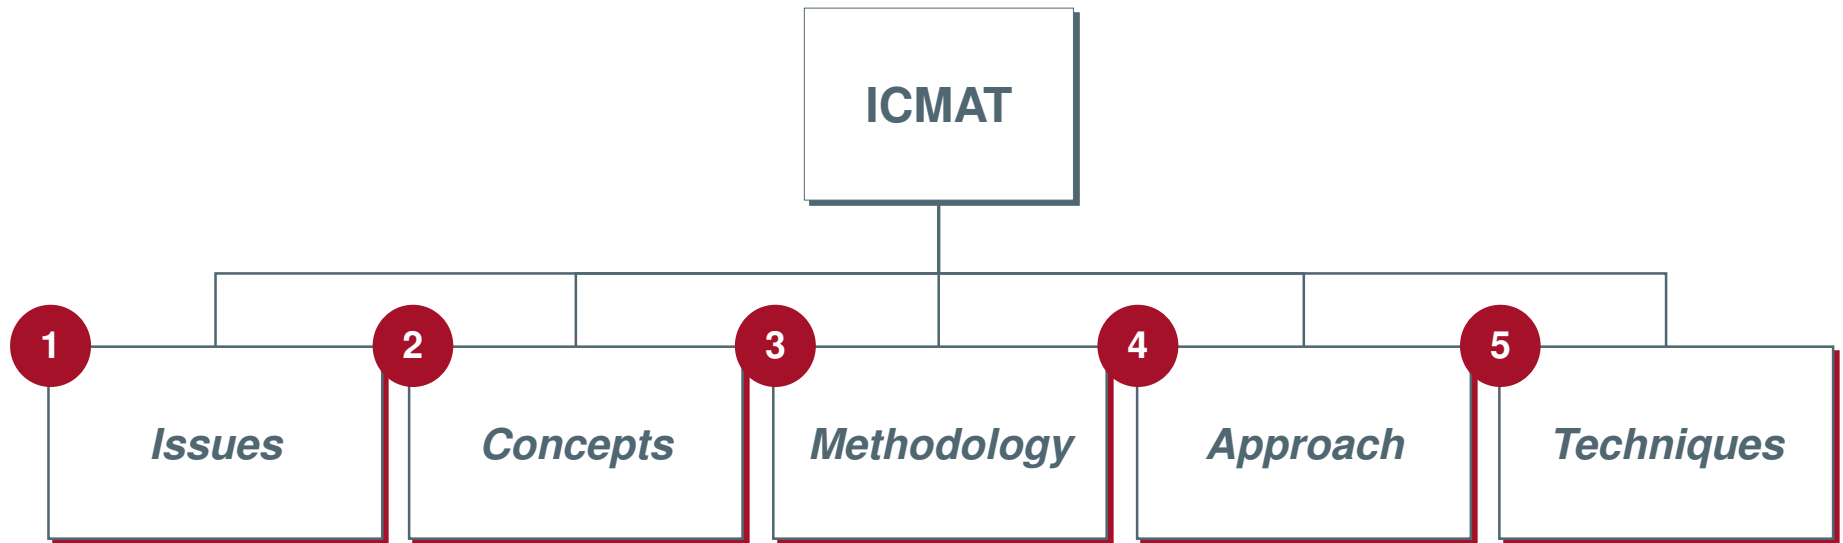 ICMAT
1
2
3
4
5
Issues
Concepts
Methodology
Approach
Techniques